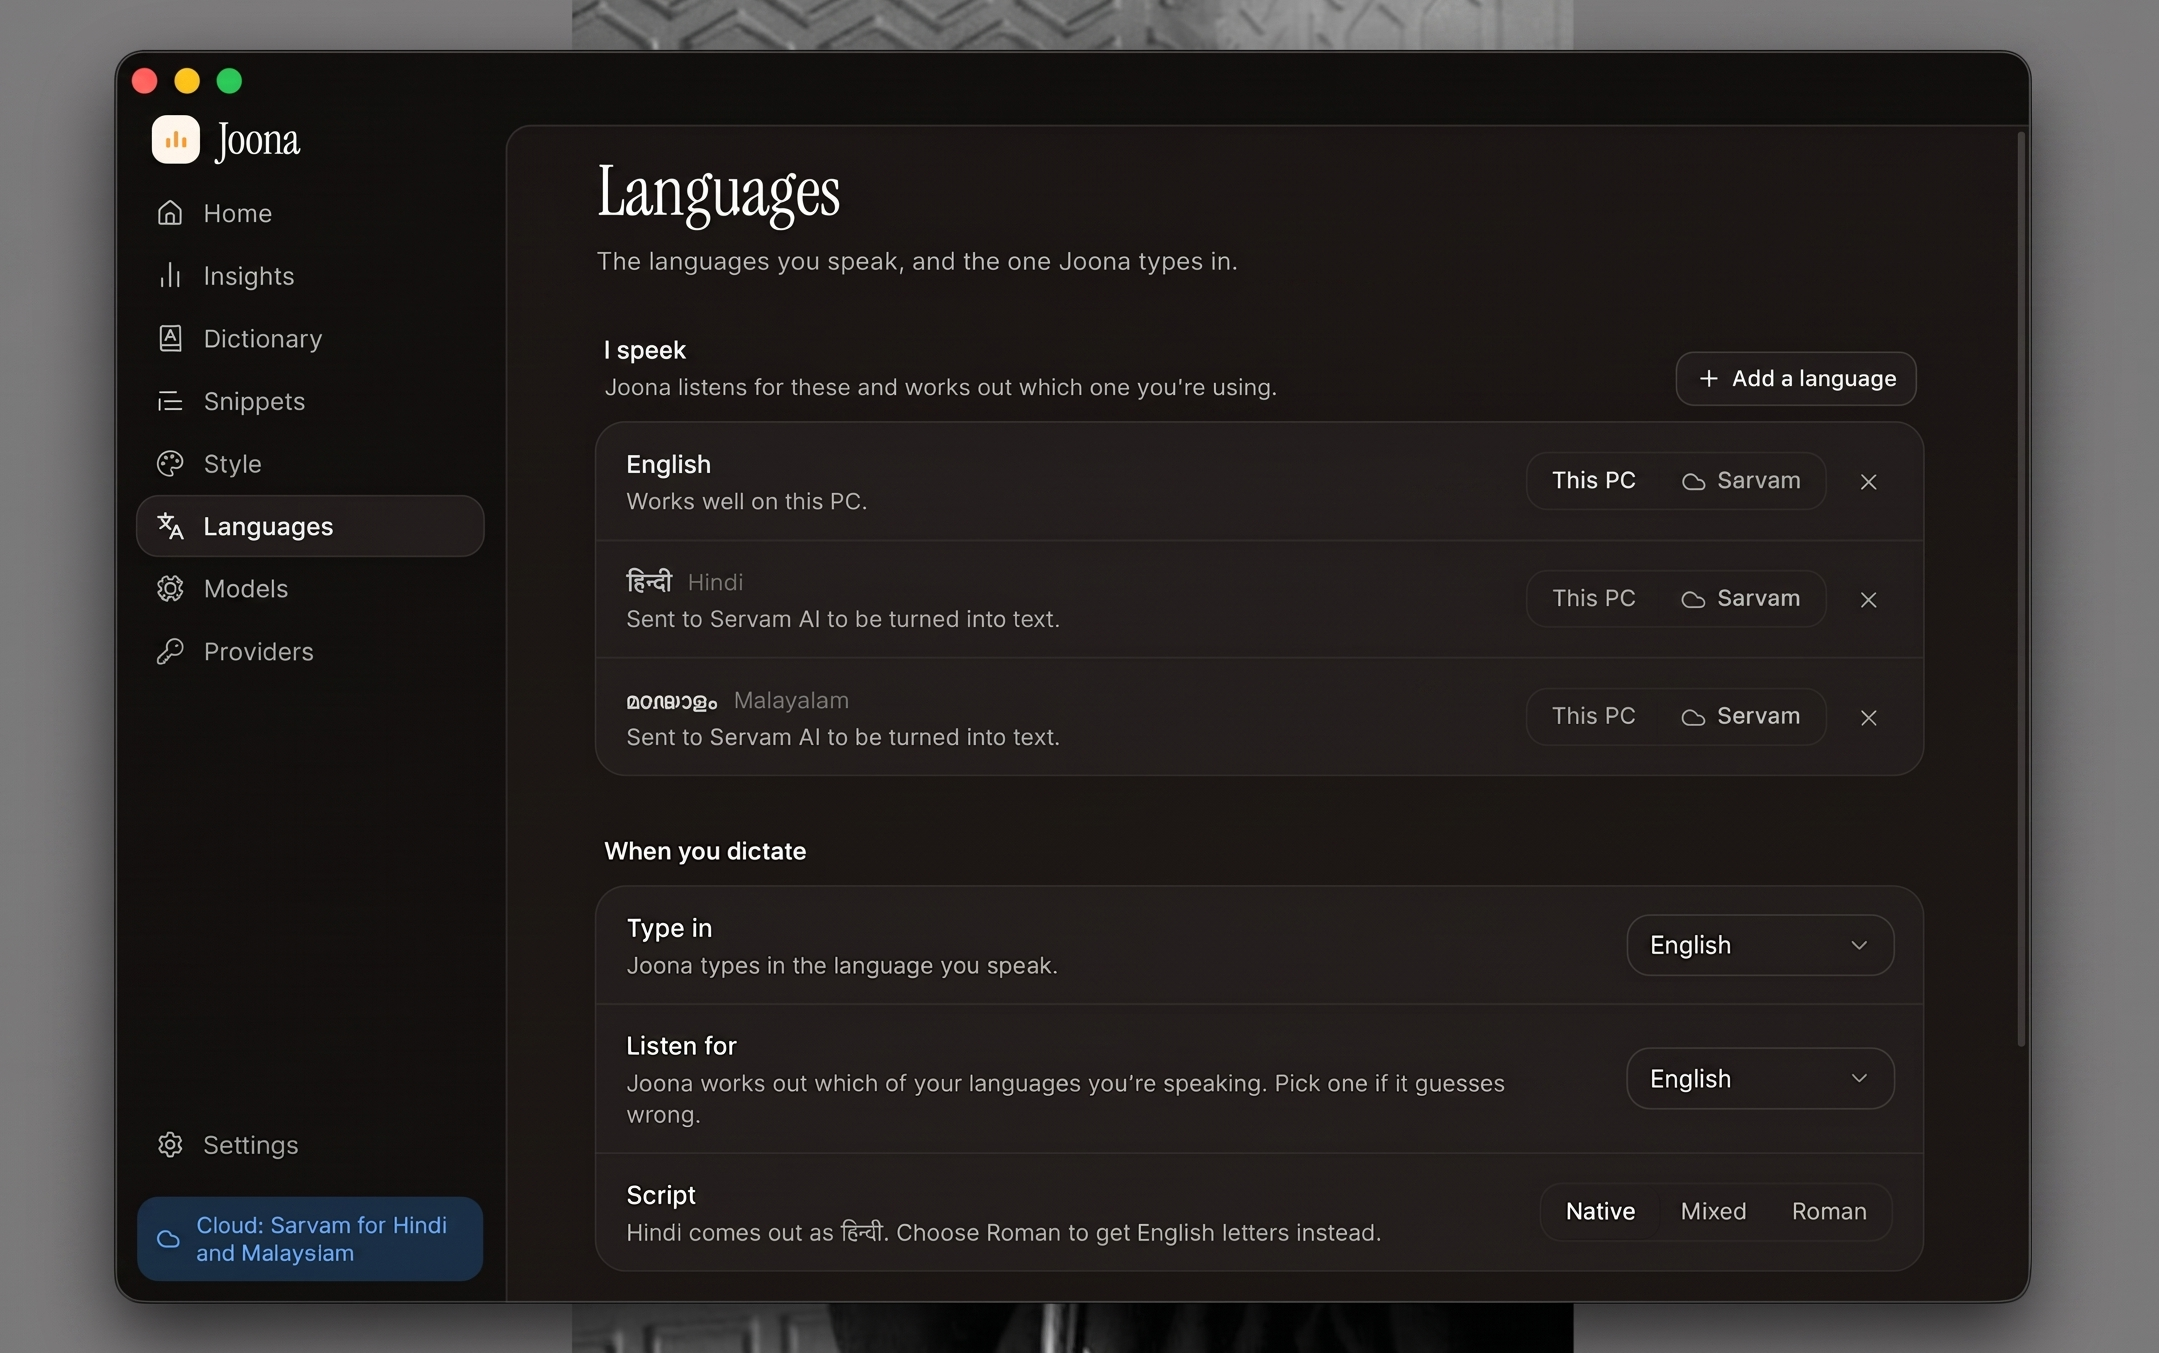 Joona
Home
Insights
Dictionary
Snippets
Style
Languages
Models
Providers
Settings
Cloud: Sarvam for Hindi
and Malaysiam
Languages
The languages you speak, and the one Joona types in.
I speek
Joona listens for these and works out which one you're using.
+ Add a language
English
Works well on this PC.
This PC Sarvam
हिन्दी Hindi
Sent to Servam AI to be turned into text.
This PC Sarvam
Malayalam
Sent to Servam AI to be turned into text.
This PC Servam
When you dictate
Type in
Joona types in the language you speak.
English
Listen for
Joona works out which of your languages you're speaking. Pick one if it guesses
wrong.
English
Script
Hindi comes out as हिन्दी. Choose Roman to get English letters instead.
Native Mixed Roman